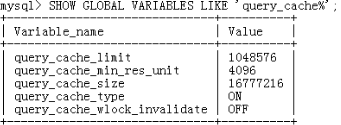 mysql> SHOW GLOBAL VARIABLES LIKE 'query_cache%';
+------------------------------+----------+
| Variable_name                | Value    |
+------------------------------+----------+
| query_cache_limit            | 1048576  |
| query_cache_min_res_unit     | 4096     |
| query_cache_size             | 16777216 |
| query_cache_type             | ON       |
| query_cache_wlock_invalidate | OFF      |
+------------------------------+----------+